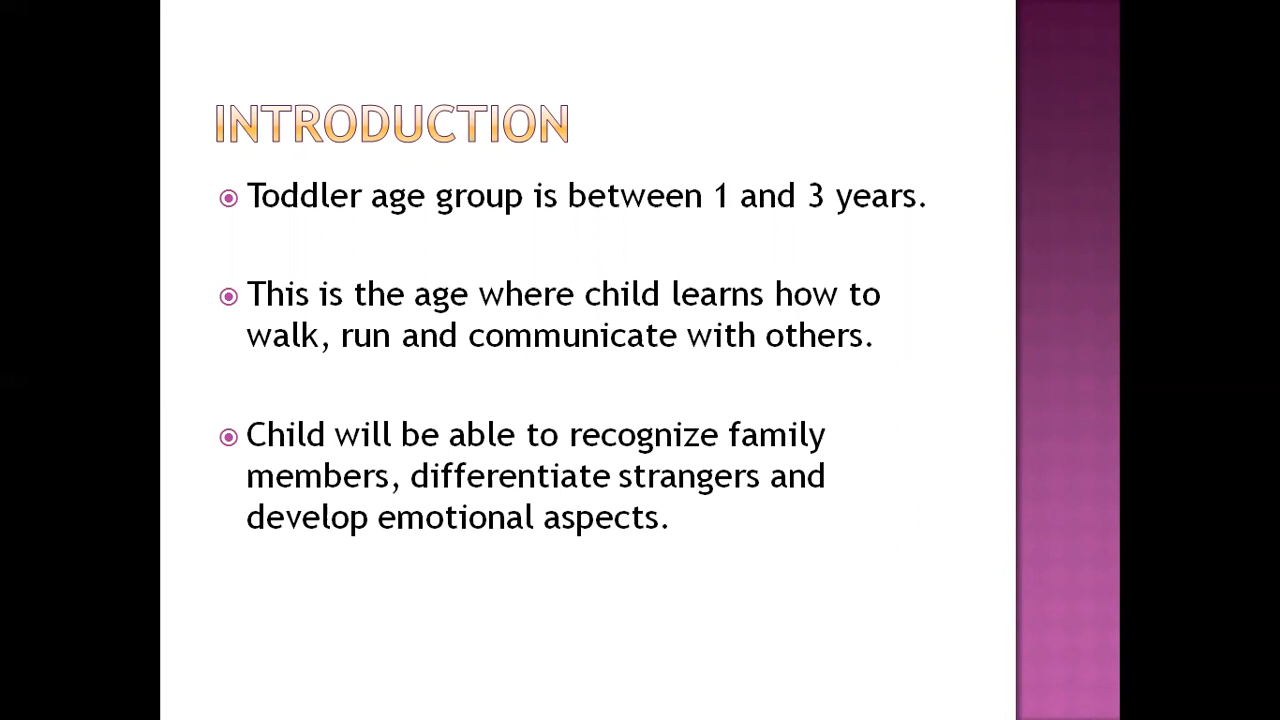 INTRODUCTION
Toddler age group is between 1 and 3 years.
This is the age where child learns how to
walk, run and communicate with others.
Child will be able to recognize family
members, differentiate strangers and
develop emotional aspects.